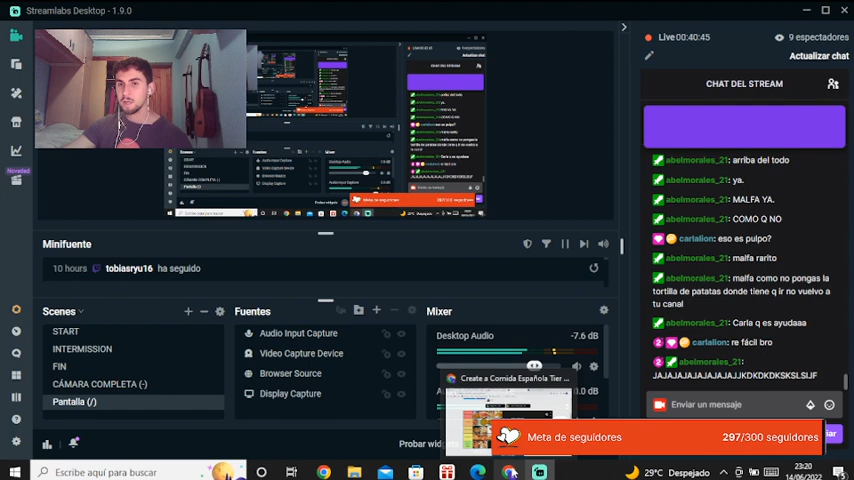 Streamlabs Desktop - 1.9.0
Live 00:40:45
9 espectadores
Actualizar chat
CHAT DEL STREAM
abelmorales_21: arriba del todo
abelmorales_21: ya.
abelmorales_21: MALFA YA.
abelmorales_21: COMO Q NO
carlalion: eso es pulpo?
abelmorales_21: malfa rarito
abelmorales_21: malfa como no pongas la
tortilla de patatas donde tiene q ir no vuelvo a
tu canal
abelmorales_21: Carla q es ayudaaa
2 carlalion: re fácil bro
2 abelmorales_21:
JAJAJAJAJAJAJAJJKDKDKDKSKSLSIJF
Enviar un mensaje
Novedad
Minifuente
10 hours tobiasryu16 ha seguido
Scenes
START
INTERMISSION
FIN
CÁMARA COMPLETA (-)
Pantalla (/)
Fuentes
Audio Input Capture
Video Capture Device
Browser Source
Display Capture
Mixer
Desktop Audio -7.6 dB
Create a Comida Española Tier ...
Probar widgets
Meta de seguidores 297/300 seguidores
Escribe aquí para buscar
29°C Despejado
23:20
14/06/2022
5